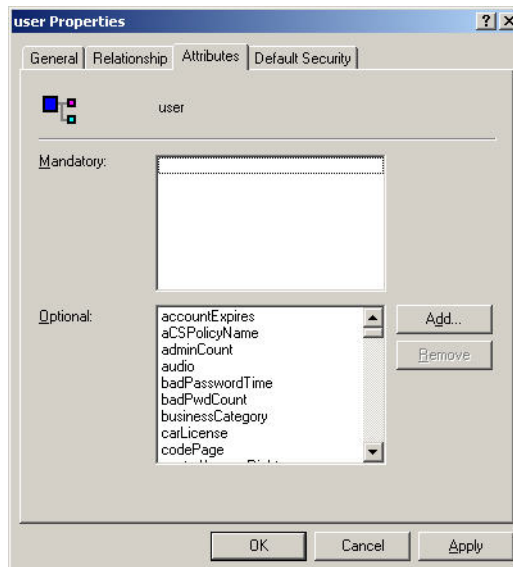 user Properties
General Relationship Attributes Default Security
user
Mandatory:
Optional:
accountExpires
aCSPolicyName
adminCount
audio
badPasswordTime
badPwdCount
businessCategory
carLicense
codePage
Add...
Remove
OK Cancel Apply